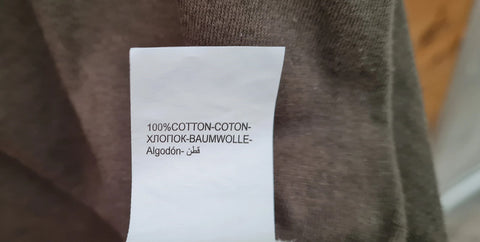 100%COTTON-COTON-
ХЛОПОК-BAUMWOLLE-
Algodón- قطن